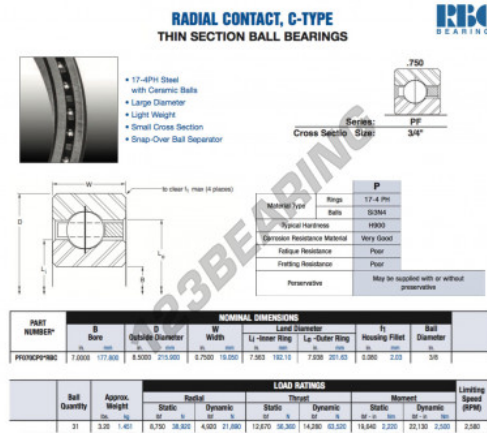 RADIAL CONTACT, C-TYPE
THIN SECTION BALL BEARINGS
RBC
BEARING
• 17-4PH Steel
with Ceramic Balls
• Large Diameter
• Light Weight
• Small Cross Section
• Snap-Over Ball Separator
.750
Series: PF
Cross Sectio Size: 3/4"
W
to clear f1 max (4 places)
D
Li
Lo
B
P
Material Type Rings 17-4 PH
Balls Si3N4
Typical Hardness H900
Corrosion Resistance Material Very Good
Fatigue Resistance Poor
Fretting Resistance Poor
Perservative May be supplied with or without
preservative
123BEARING
NOMINAL DIMENSIONS
PART NUMBER* B Bore D Outside Diameter W Width Land Diameter Li -Inner Ring Lo -Outer Ring f1 Housing Fillet Ball Diameter
in. mm in. mm in. mm in. mm in. mm in. mm in.
PF070CP0*RBC 7.0000 177.800 8.5000 215.900 0.7500 19.050 7.563 192.10 7.938 201.63 0.080 2.03 3/8
LOAD RATINGS
Ball Quantity Approx. Weight Radial Thrust Moment Limiting Speed (RPM)
Static Dynamic Static Dynamic Static Dynamic
lbs. kg lbf N lbf N lbf N lbf N lbf - in Nm lbf - in Nm
31 3.20 1.451 8,750 38,920 4,920 21,890 12,670 56,360 14,280 63,520 19,640 2,220 22,130 2,500 2,580